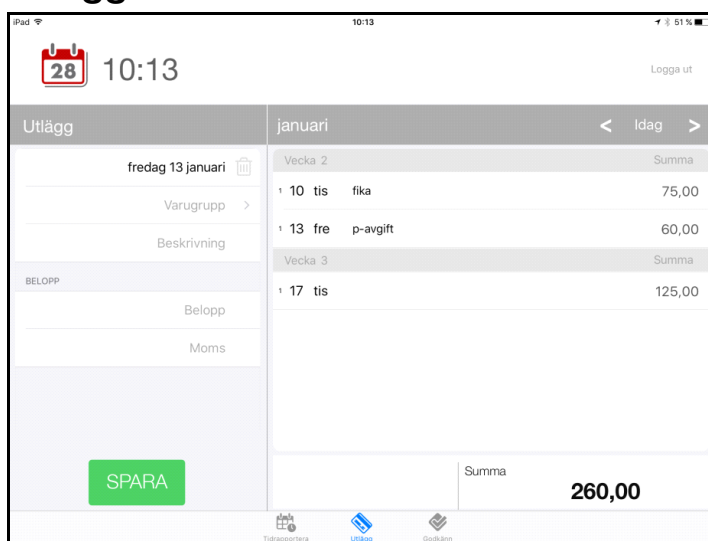 iPad 10:13 51 %
28 10:13 Logga ut
Utlägg
januari < Idag >
fredag 13 januari
Varugrupp >
Beskrivning
BELOPP
Belopp
Moms
SPARA
Vecka 2 Summa
1 10 tis fika 75,00
1 13 fre p-avgift 60,00
Vecka 3 Summa
1 17 tis 125,00
Summa
260,00
Tidrapportera Utlägg Godkänn